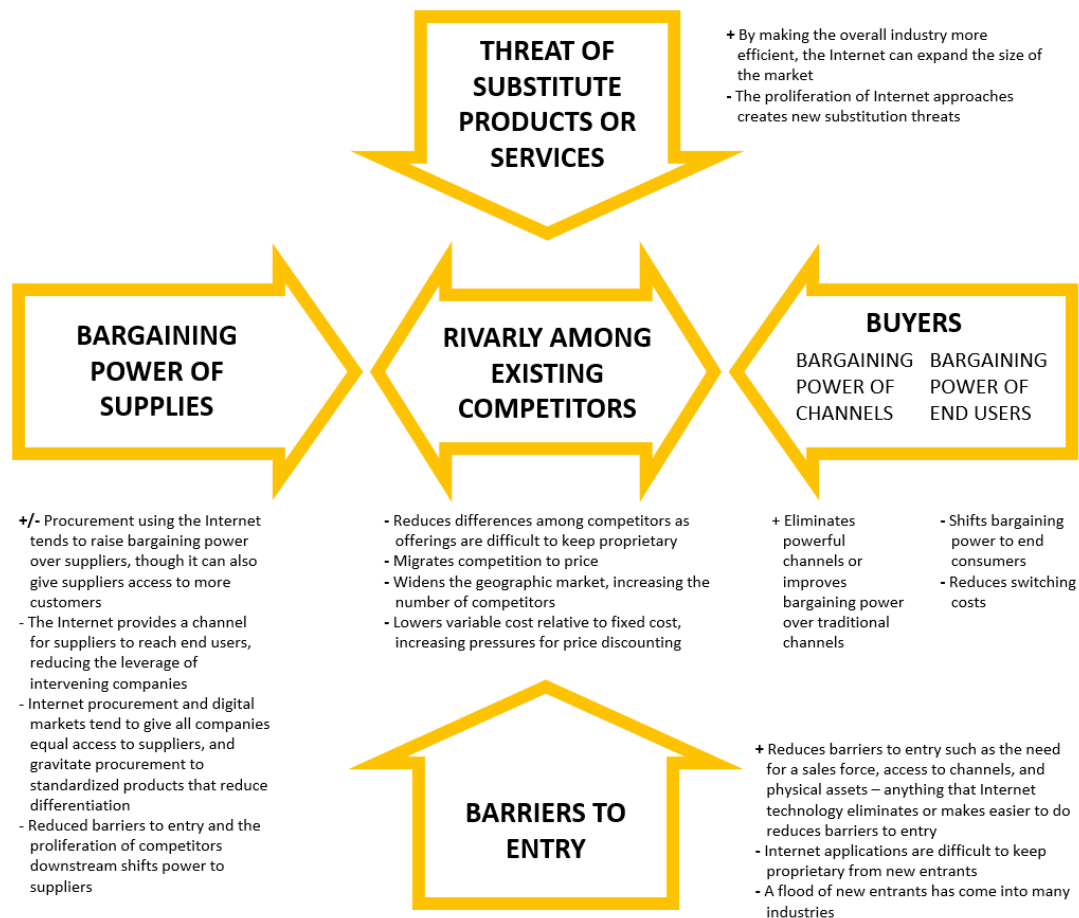 THREAT OF
SUBSTITUTE
PRODUCTS OR
SERVICES
+ By making the overall industry more
efficient, the Internet can expand the size of
the market
- The proliferation of Internet approaches
creates new substitution threats
BARGAINING
POWER OF
SUPPLIES
RIVARLY AMONG
EXISTING
COMPETITORS
BUYERS
BARGAINING
POWER OF
CHANNELS
BARGAINING
POWER OF
END USERS
+/- Procurement using the Internet
tends to raise bargaining power
over suppliers, though it can also
give suppliers access to more
customers
- The Internet provides a channel
for suppliers to reach end users,
reducing the leverage of
intervening companies
- Internet procurement and digital
markets tend to give all companies
equal access to suppliers, and
gravitate procurement to
standardized products that reduce
differentiation
- Reduced barriers to entry and the
proliferation of competitors
downstream shifts power to
suppliers
- Reduces differences among competitors as
offerings are difficult to keep proprietary
- Migrates competition to price
- Widens the geographic market, increasing the
number of competitors
- Lowers variable cost relative to fixed cost,
increasing pressures for price discounting
+ Eliminates
powerful
channels or
improves
bargaining power
over traditional
channels
- Shifts bargaining
power to end
consumers
- Reduces switching
costs
BARRIERS TO
ENTRY
+ Reduces barriers to entry such as the need
for a sales force, access to channels, and
physical assets – anything that Internet
technology eliminates or makes easier to do
reduces barriers to entry
- Internet applications are difficult to keep
proprietary from new entrants
- A flood of new entrants has come into many
industries